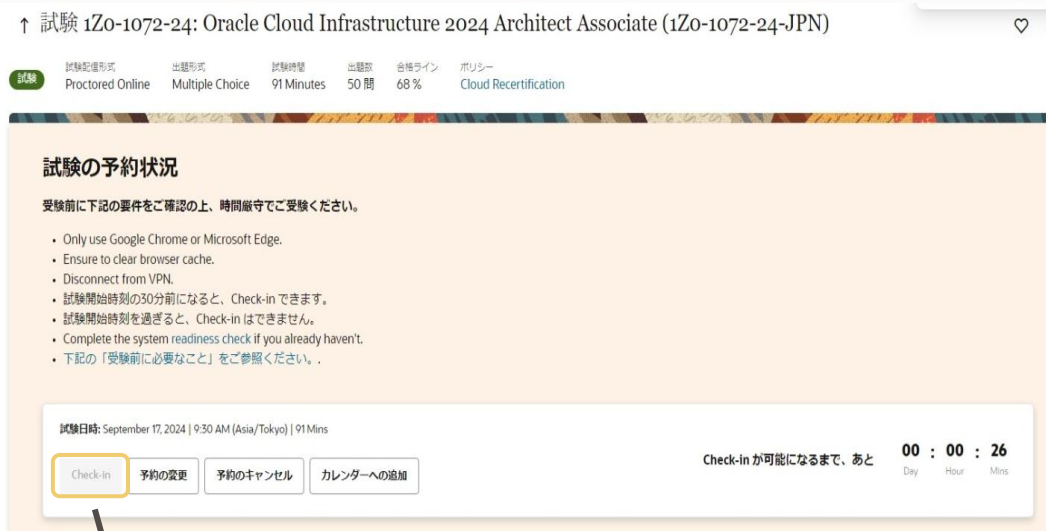 ↑ 試験 1Z0-1072-24: Oracle Cloud Infrastructure 2024 Architect Associate (1Z0-1072-24-JPN)
試験
試験配信形式 出題形式 試験時間 出題数 合格ライン ポリシー
Proctored Online Multiple Choice 91 Minutes 50 問 68 % Cloud Recertification
試験の予約状況
受験前に下記の要件をご確認の上、時間厳守でご受験ください。
• Only use Google Chrome or Microsoft Edge.
• Ensure to clear browser cache.
• Disconnect from VPN.
• 試験開始時刻の30分前になると、Check-in できます。
• 試験開始時刻を過ぎると、Check-in はできません。
• Complete the system readiness check if you already haven't.
• 下記の「受験前に必要なこと」をご参照ください。.
試験日時: September 17, 2024 | 9:30 AM (Asia/Tokyo) | 91 Mins
Check-in 予約の変更 予約のキャンセル カレンダーへの追加
Check-in が可能になるまで、あと 00 : 00 : 26
Day Hour Mins